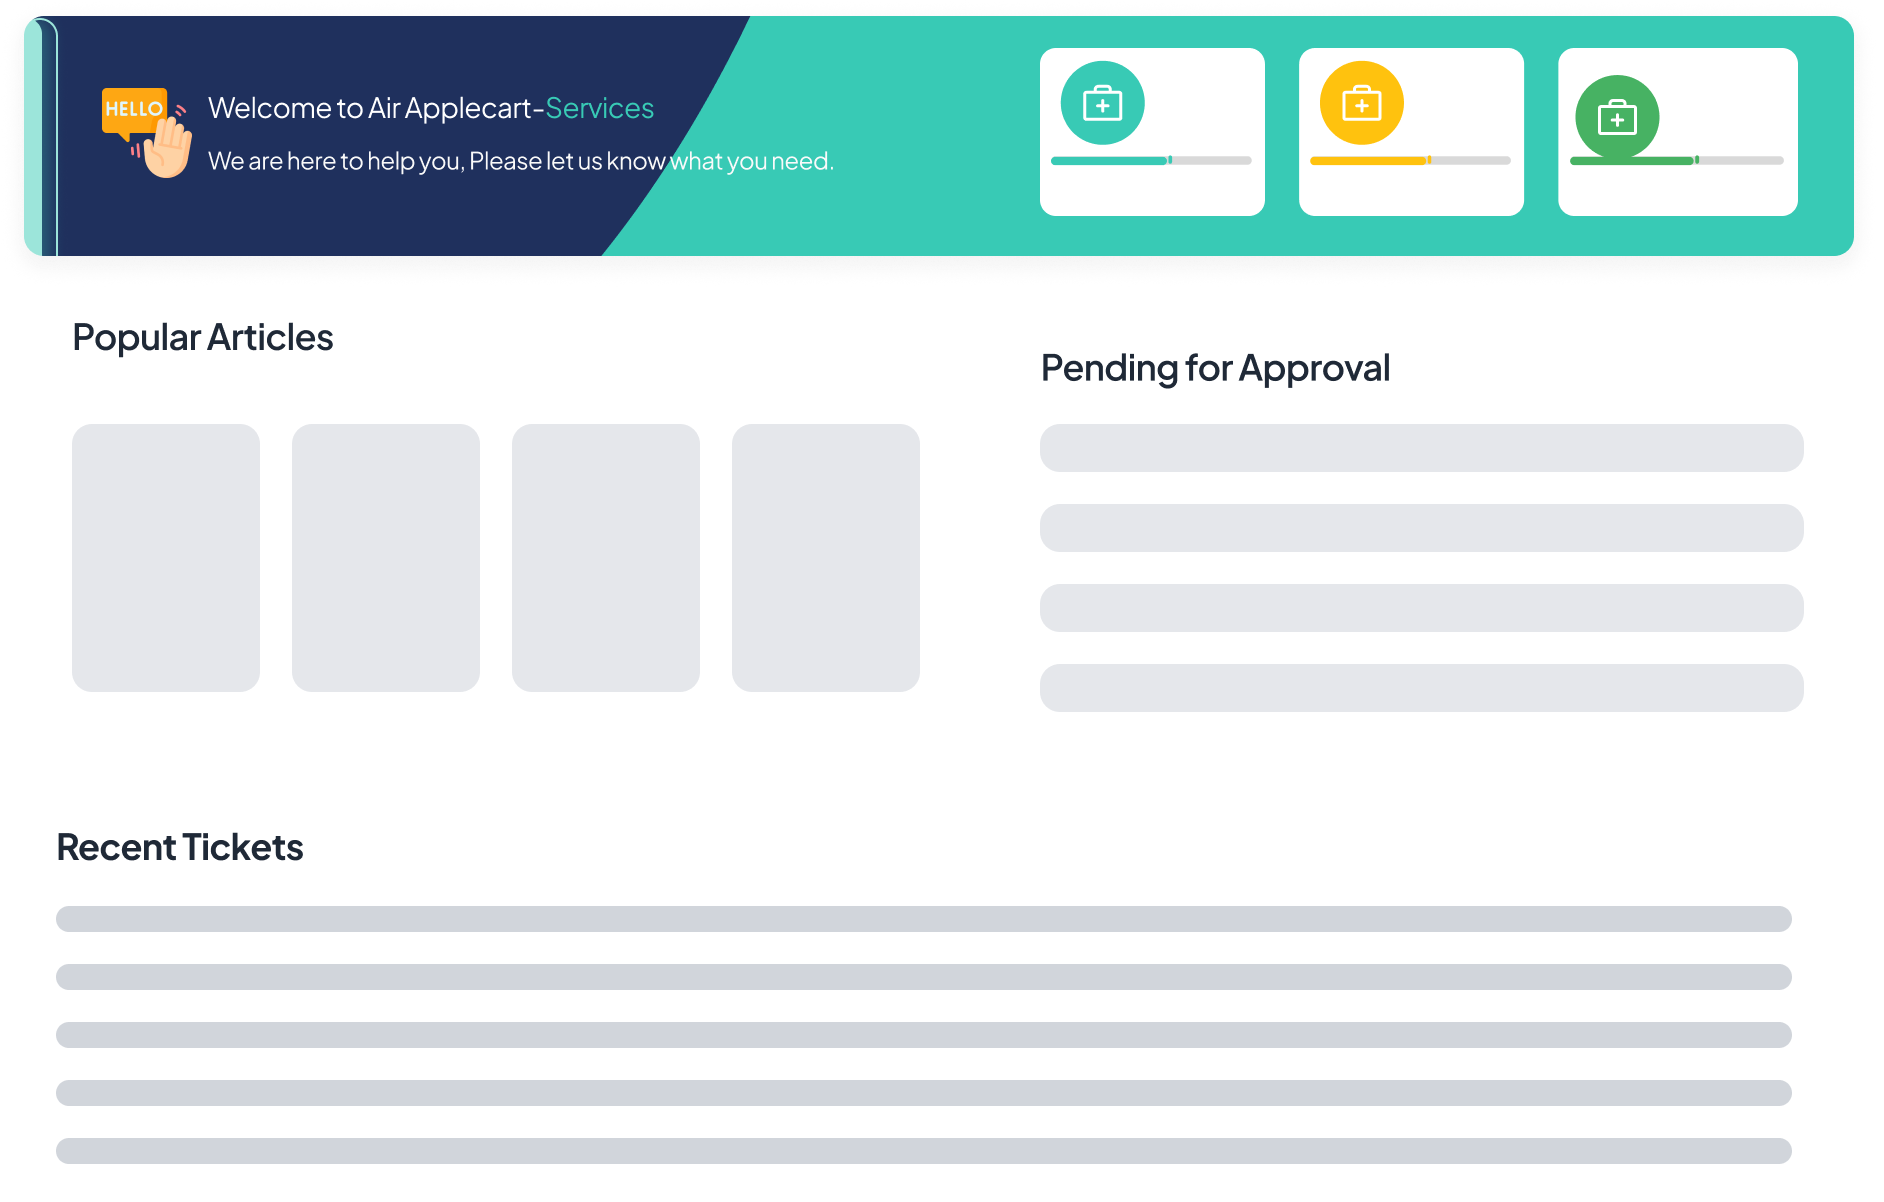 HELLO
Welcome to Air Applecart-Services
We are here to help you, Please let us know what you need.
Popular Articles
Pending for Approval
Recent Tickets